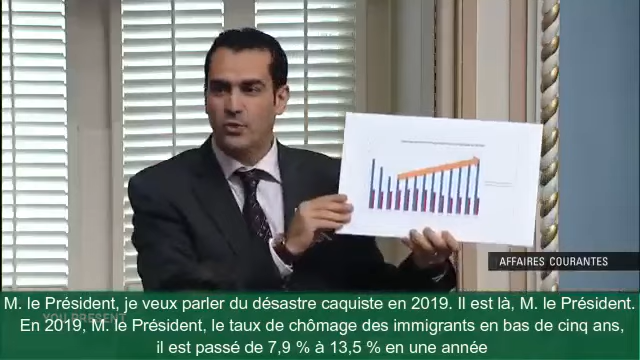 AFFAIRES COURANTES
M. le Président, je veux parler du désastre caquiste en 2019. Il est là, M. le Président.
En 2019, M. le Président, le taux de chômage des immigrants en bas de cinq ans,
il est passé de 7,9 % à 13,5 % en une année